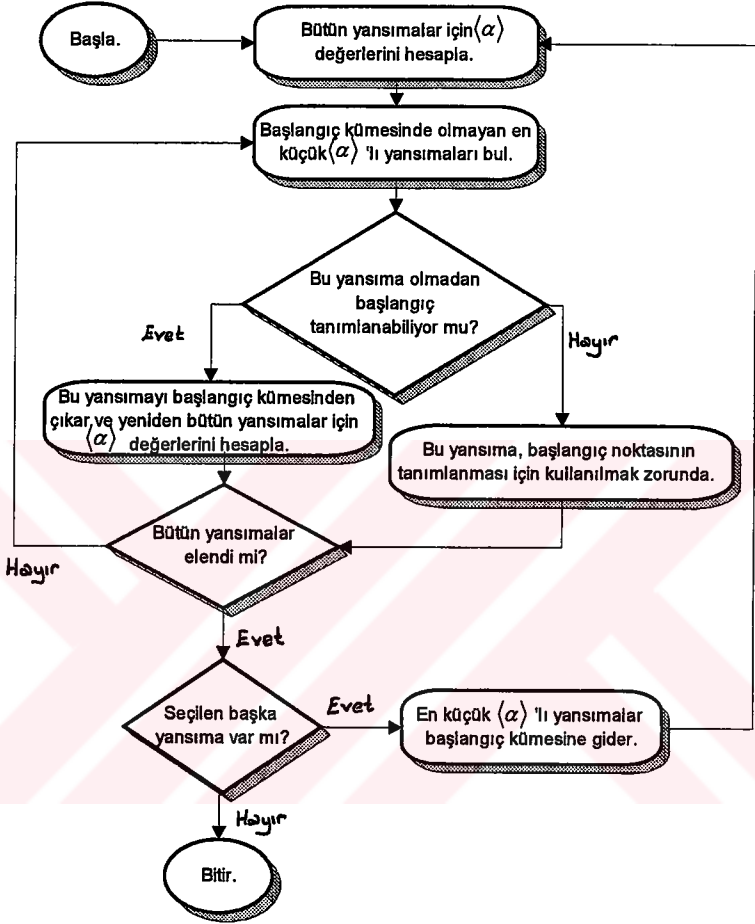 Başla.
Bütün yansımalar için⟨α⟩
değerlerini hesapla.
Başlangıç kümesinde olmayan en
küçük⟨α⟩ 'lı yansımaları bul.
Bu yansıma olmadan
başlangıç
tanımlanabiliyor mu?
Evet
Hayır
Bu yansımayı başlangıç kümesinden
çıkar ve yeniden bütün yansımalar için
⟨α⟩ değerlerini hesapla.
Bu yansıma, başlangıç noktasının
tanımlanması için kullanılmak zorunda.
Bütün yansımalar
elendi mi?
Hayır
Evet
Seçilen başka
yansıma var mı?
Evet
En küçük ⟨α⟩ 'lı yansımalar
başlangıç kümesine gider.
Hayır
Bitir.